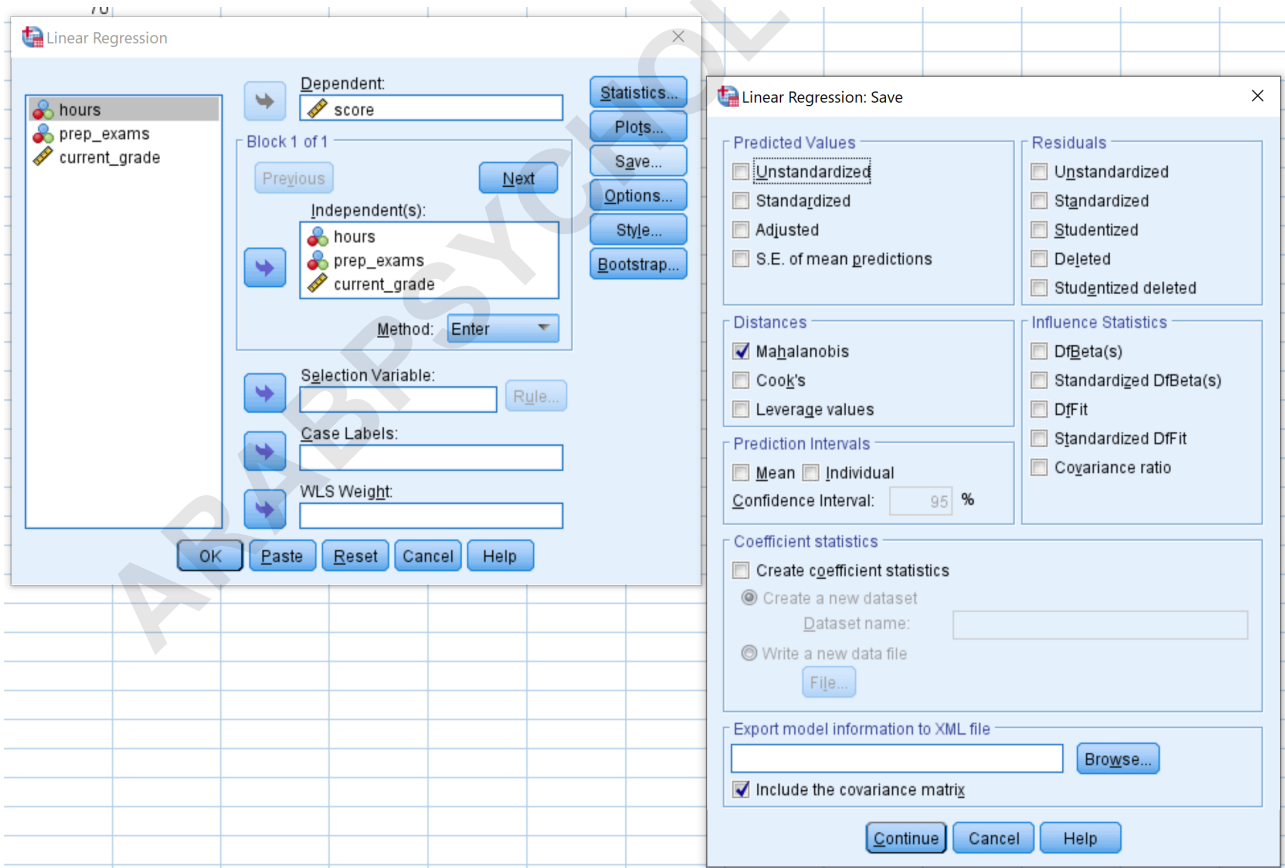 70
Linear Regression
hours
prep_exams
current_grade
Dependent:
score
Block 1 of 1
Previous
Next
Independent(s):
hours
prep_exams
current_grade
Method: Enter
Selection Variable:
Rule...
Case Labels:
WLS Weight:
Statistics...
Plots...
Save...
Options...
Style...
Bootstrap...
OK Paste Reset Cancel Help
Linear Regression: Save
Predicted Values
Unstandardized
Standardized
Adjusted
S.E. of mean predictions
Residuals
Unstandardized
Standardized
Studentized
Deleted
Studentized deleted
Distances
Mahalanobis
Cook's
Leverage values
Influence Statistics
DfBeta(s)
Standardized DfBeta(s)
DfFit
Standardized DfFit
Covariance ratio
Prediction Intervals
Mean Individual
Confidence Interval: 95 %
Coefficient statistics
Create coefficient statistics
Create a new dataset
Dataset name:
Write a new data file
File...
Export model information to XML file
Browse...
Include the covariance matrix
Continue Cancel Help
ARABPSYCHOL